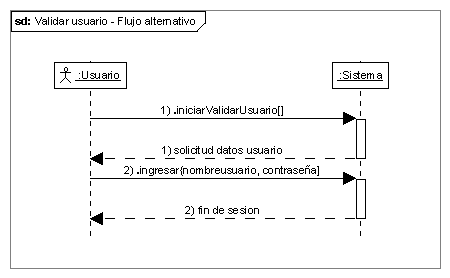 sd: Validar usuario - Flujo alternativo
:Usuario
:Sistema
1) .iniciarValidarUsuario[]
1) solicitud datos usuario
2) .ingresar[nombreusuario, contraseña]
2) fin de sesion